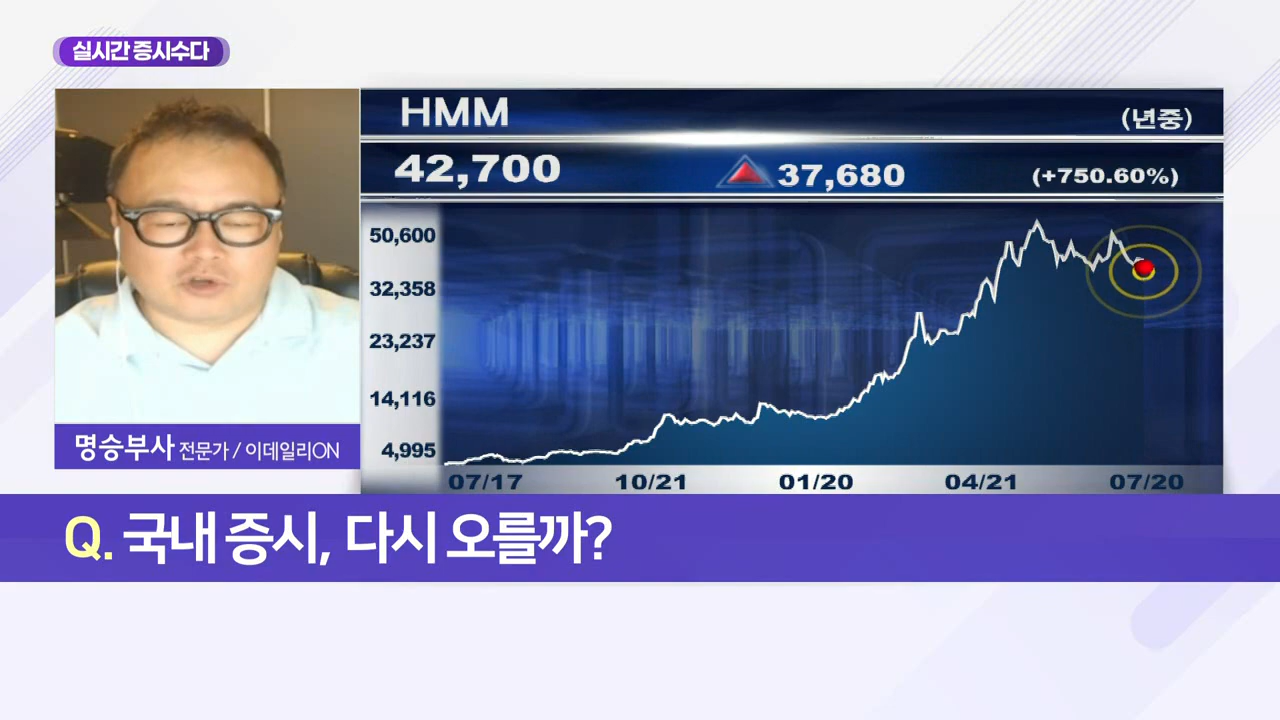 실시간 증시수다
HMM
(년중)
42,700
37,680
(+750.60%)
50,600
32,358
23,237
14,116
4,995
07/17
10/21
01/20
04/21
07/20
명승부사 전문가 / 이데일리ON
Q. 국내 증시, 다시 오를까?